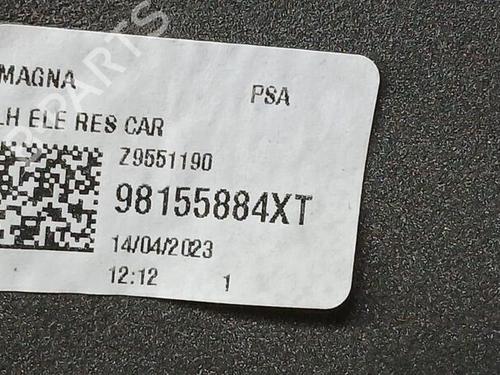 MAGNA PSA
LH ELE RES CAR
Z9551190
98155884XT
14/04/2023
12:12 1